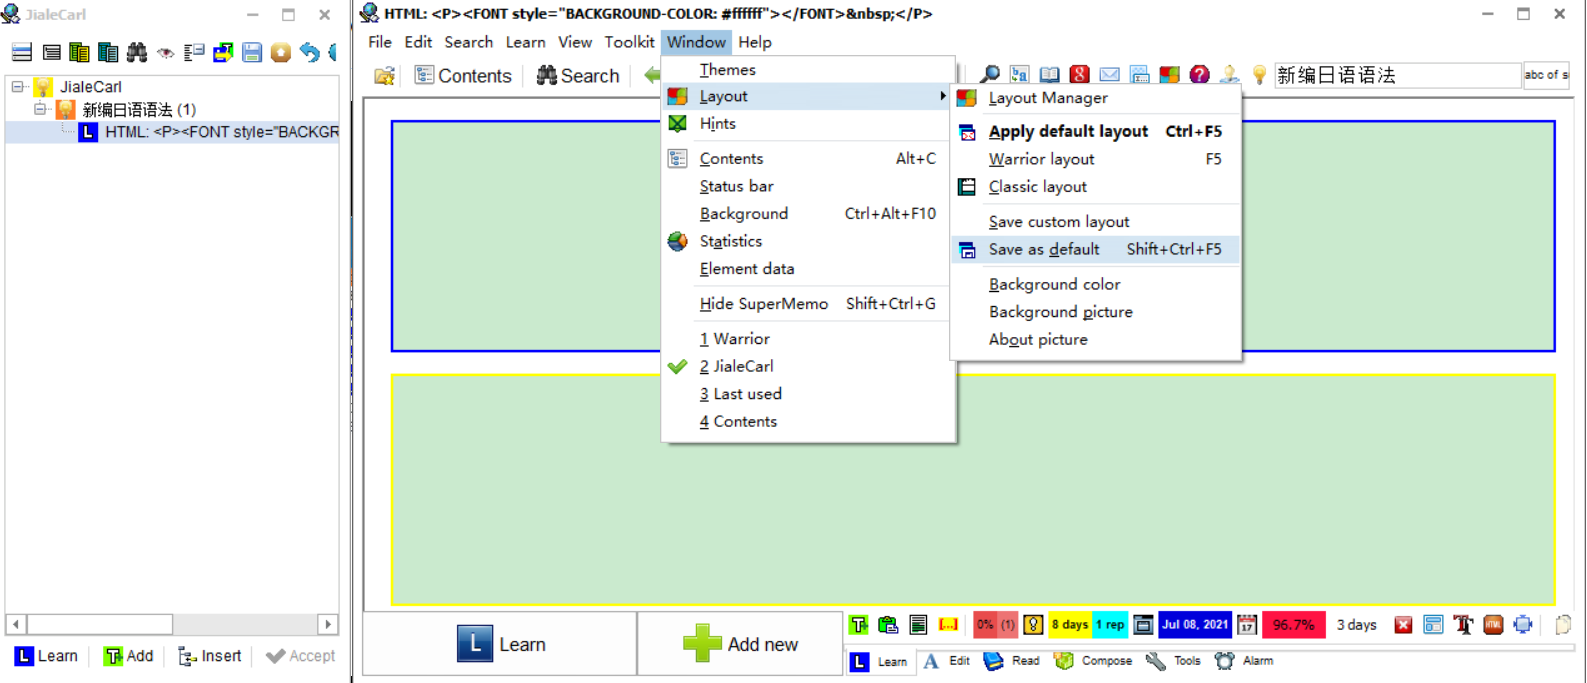 JialeCarl
JialeCarl
新编日语语法 (1)
HTML: <P><FONT style="BACKGR
Learn Add Insert Accept
HTML: <P><FONT style="BACKGROUND-COLOR: #ffffff"></FONT>&nbsp;</P>
File Edit Search Learn View Toolkit Window Help
Contents Search
新编日语语法
abc of s
Themes
Layout
Hints
Contents Alt+C
Status bar
Background Ctrl+Alt+F10
Statistics
Element data
Hide SuperMemo Shift+Ctrl+G
1 Warrior
2 JialeCarl
3 Last used
4 Contents
Layout Manager
Apply default layout Ctrl+F5
Warrior layout F5
Classic layout
Save custom layout
Save as default Shift+Ctrl+F5
Background color
Background picture
About picture
Learn Add new
0% (1) 8 days 1 rep Jul 08, 2021 17 96.7% 3 days
Learn Edit Read Compose Tools Alarm